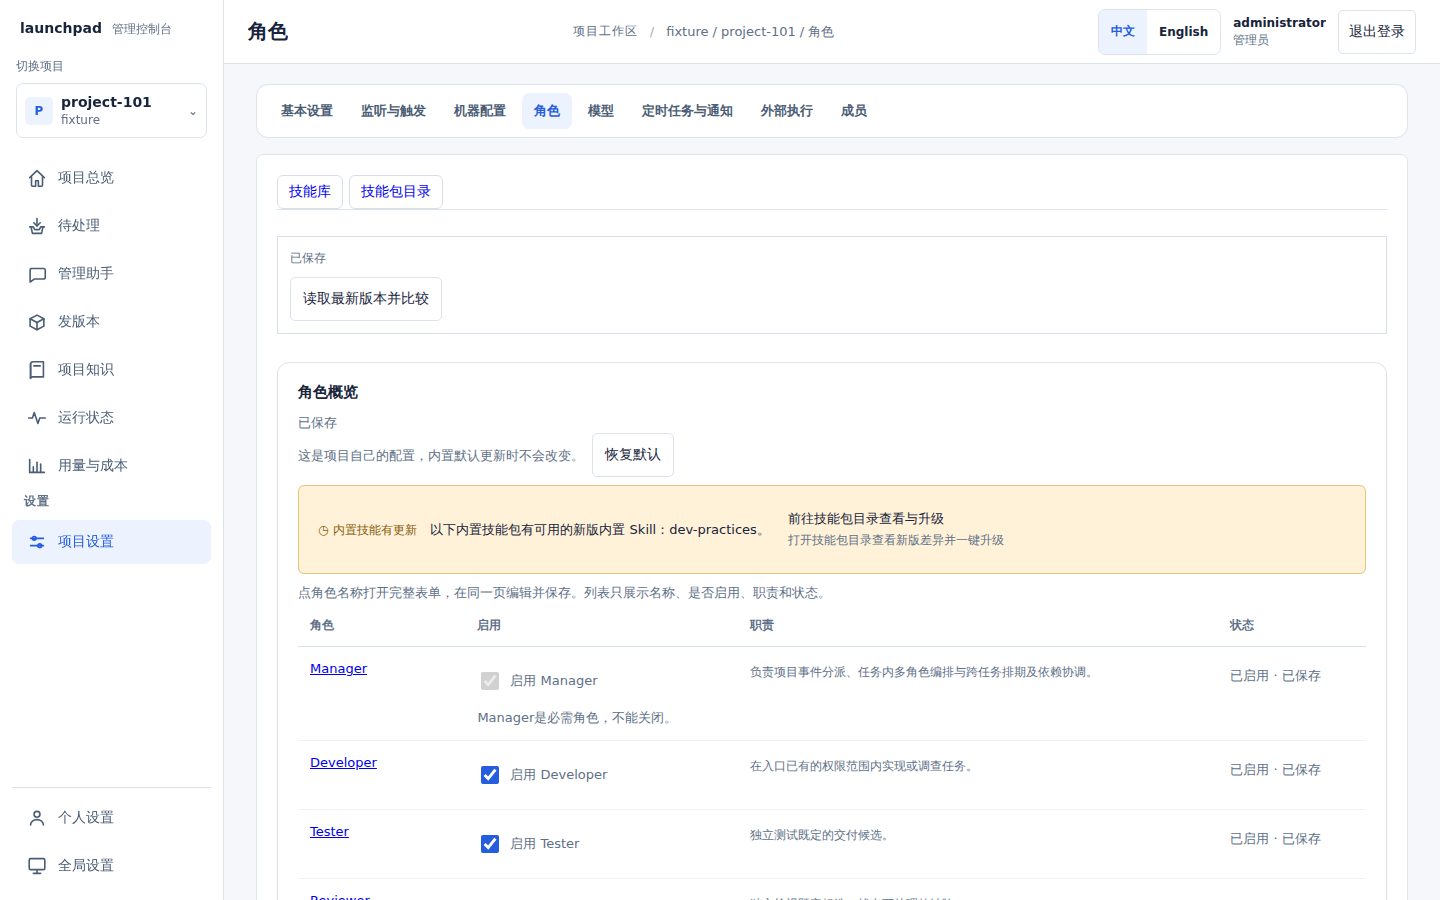 launchpad 管理控制台
切换项目
P project-101
fixture
项目总览
待处理
管理助手
发版本
项目知识
运行状态
用量与成本
设置
项目设置
个人设置
全局设置
角色
项目工作区 / fixture / project-101 / 角色
中文 English
administrator
管理员
退出登录
基本设置 监听与触发 机器配置 角色 模型 定时任务与通知 外部执行 成员
技能库 技能包目录
已保存
读取最新版本并比较
角色概览
已保存
这是项目自己的配置，内置默认更新时不会改变。 恢复默认
内置技能有更新 以下内置技能包有可用的新版内置 Skill：dev-practices。
前往技能包目录查看与升级
打开技能包目录查看新版差异并一键升级
点角色名称打开完整表单，在同一页编辑并保存。列表只展示名称、是否启用、职责和状态。
角色 启用 职责 状态
Manager 启用 Manager 负责项目事件分派、任务内多角色编排与跨任务排期及依赖协调。 已启用 · 已保存
Manager是必需角色，不能关闭。
Developer 启用 Developer 在入口已有的权限范围内实现或调查任务。 已启用 · 已保存
Tester 启用 Tester 独立测试既定的交付候选。 已启用 · 已保存
Reviewer